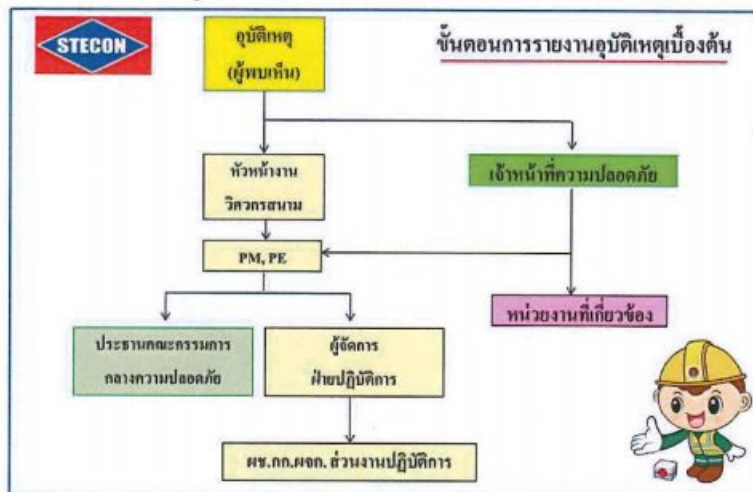 STECON
อุบัติเหตุ
(ผู้พบเห็น)
ขั้นตอนการรายงานอุบัติเหตุเบื้องต้น
หัวหน้างาน
วิศวกรสนาม
เจ้าหน้าที่ความปลอดภัย
PM, PE
หน่วยงานที่เกี่ยวข้อง
ประธานคณะกรรมการ
กลางความปลอดภัย
ผู้จัดการ
ฝ่ายปฏิบัติการ
ผช.กก.ผจก. ส่วนงานปฏิบัติการ